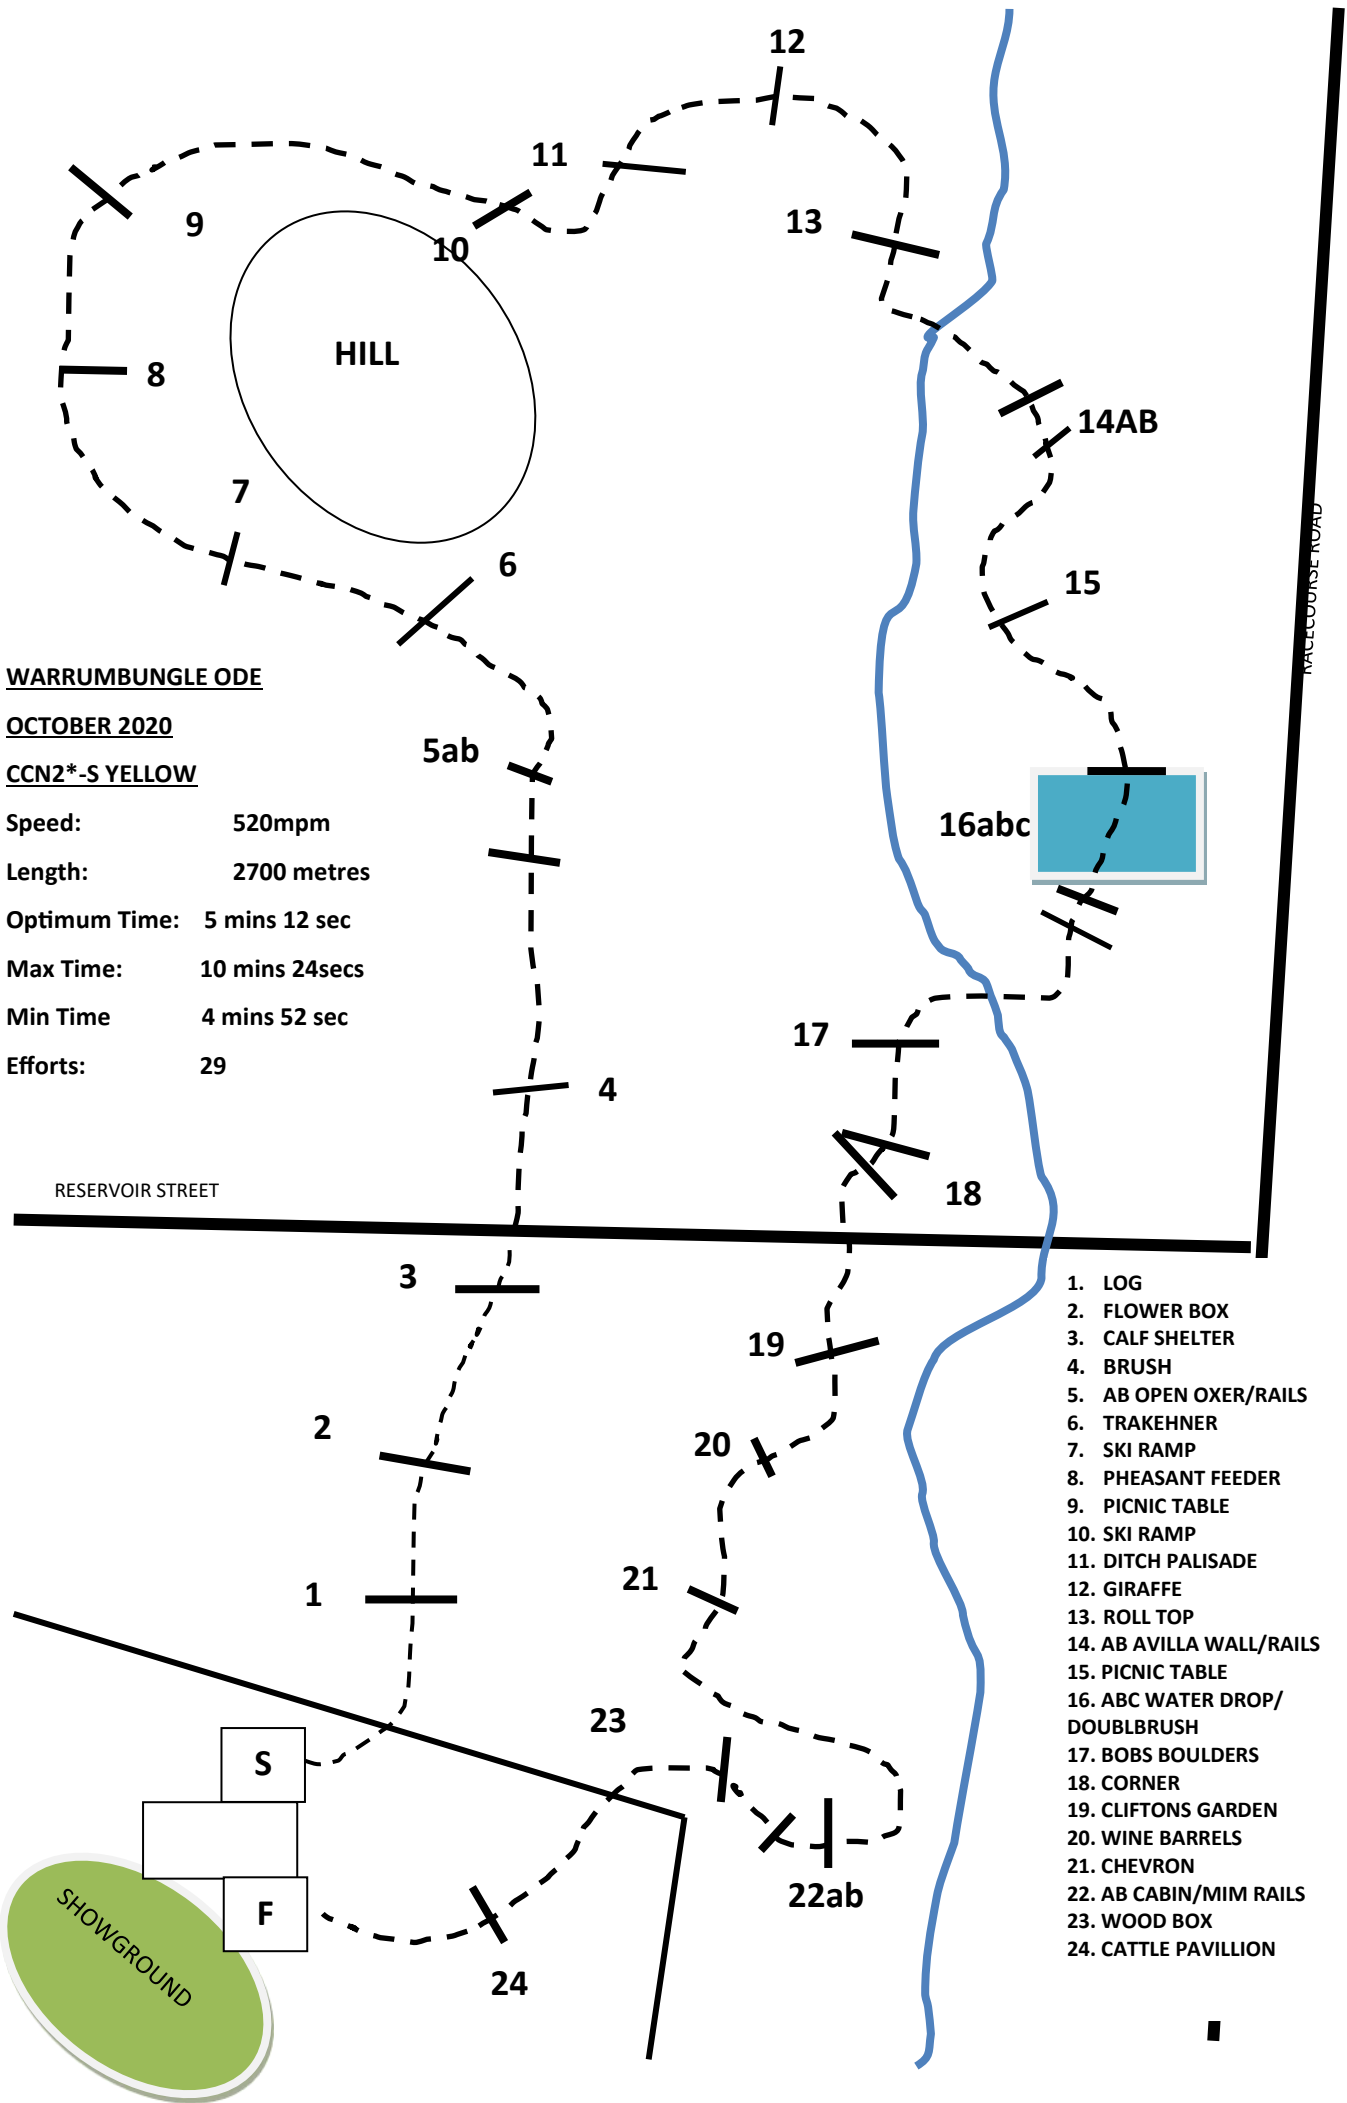 12
11
9
10
13
HILL
8
14AB
7
6
15
RACECOURSE ROAD
WARRUMBUNGLE ODE
OCTOBER 2020
CCN2*-S YELLOW
Speed: 520mpm
Length: 2700 metres
Optimum Time: 5 mins 12 sec
Max Time: 10 mins 24secs
Min Time 4 mins 52 sec
Efforts: 29
5ab
16abc
17
4
18
RESERVOIR STREET
3
19
2
20
1
21
23
S
22ab
F
SHOWGROUND
24
1. LOG
2. FLOWER BOX
3. CALF SHELTER
4. BRUSH
5. AB OPEN OXER/RAILS
6. TRAKEHNER
7. SKI RAMP
8. PHEASANT FEEDER
9. PICNIC TABLE
10. SKI RAMP
11. DITCH PALISADE
12. GIRAFFE
13. ROLL TOP
14. AB AVILLA WALL/RAILS
15. PICNIC TABLE
16. ABC WATER DROP/
DOUBLBRUSH
17. BOBS BOULDERS
18. CORNER
19. CLIFTONS GARDEN
20. WINE BARRELS
21. CHEVRON
22. AB CABIN/MIM RAILS
23. WOOD BOX
24. CATTLE PAVILLION